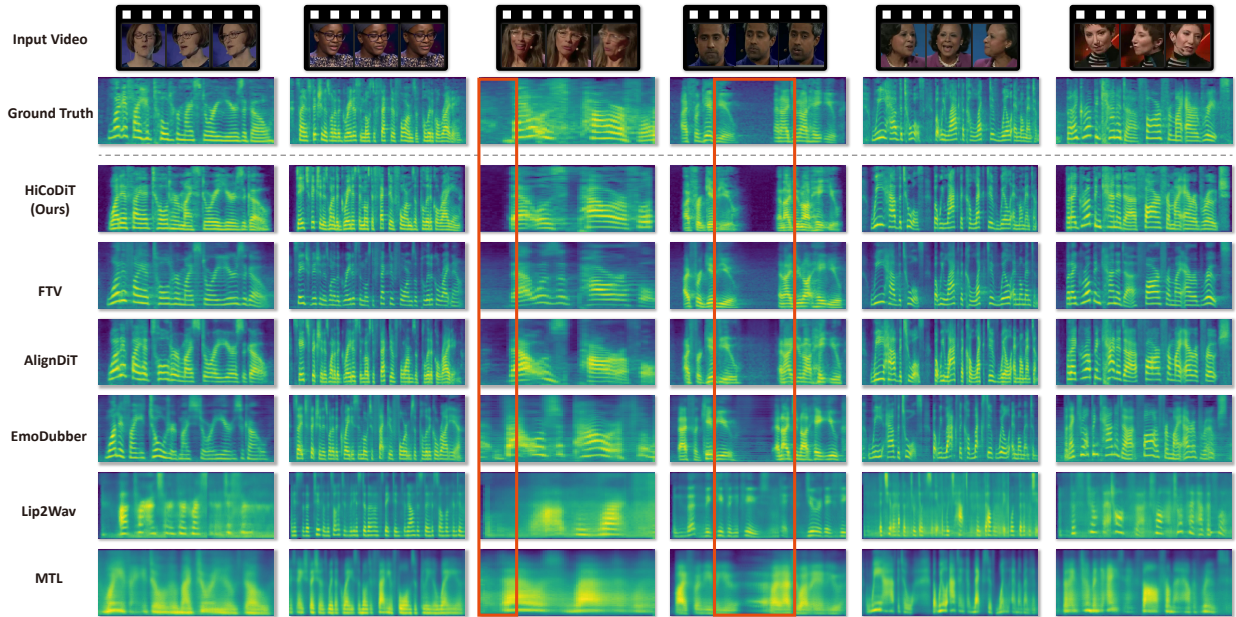 Input Video
Ground Truth
HiCoDiT
(Ours)
FTV
AlignDiT
EmoDubber
Lip2Wav
MTL